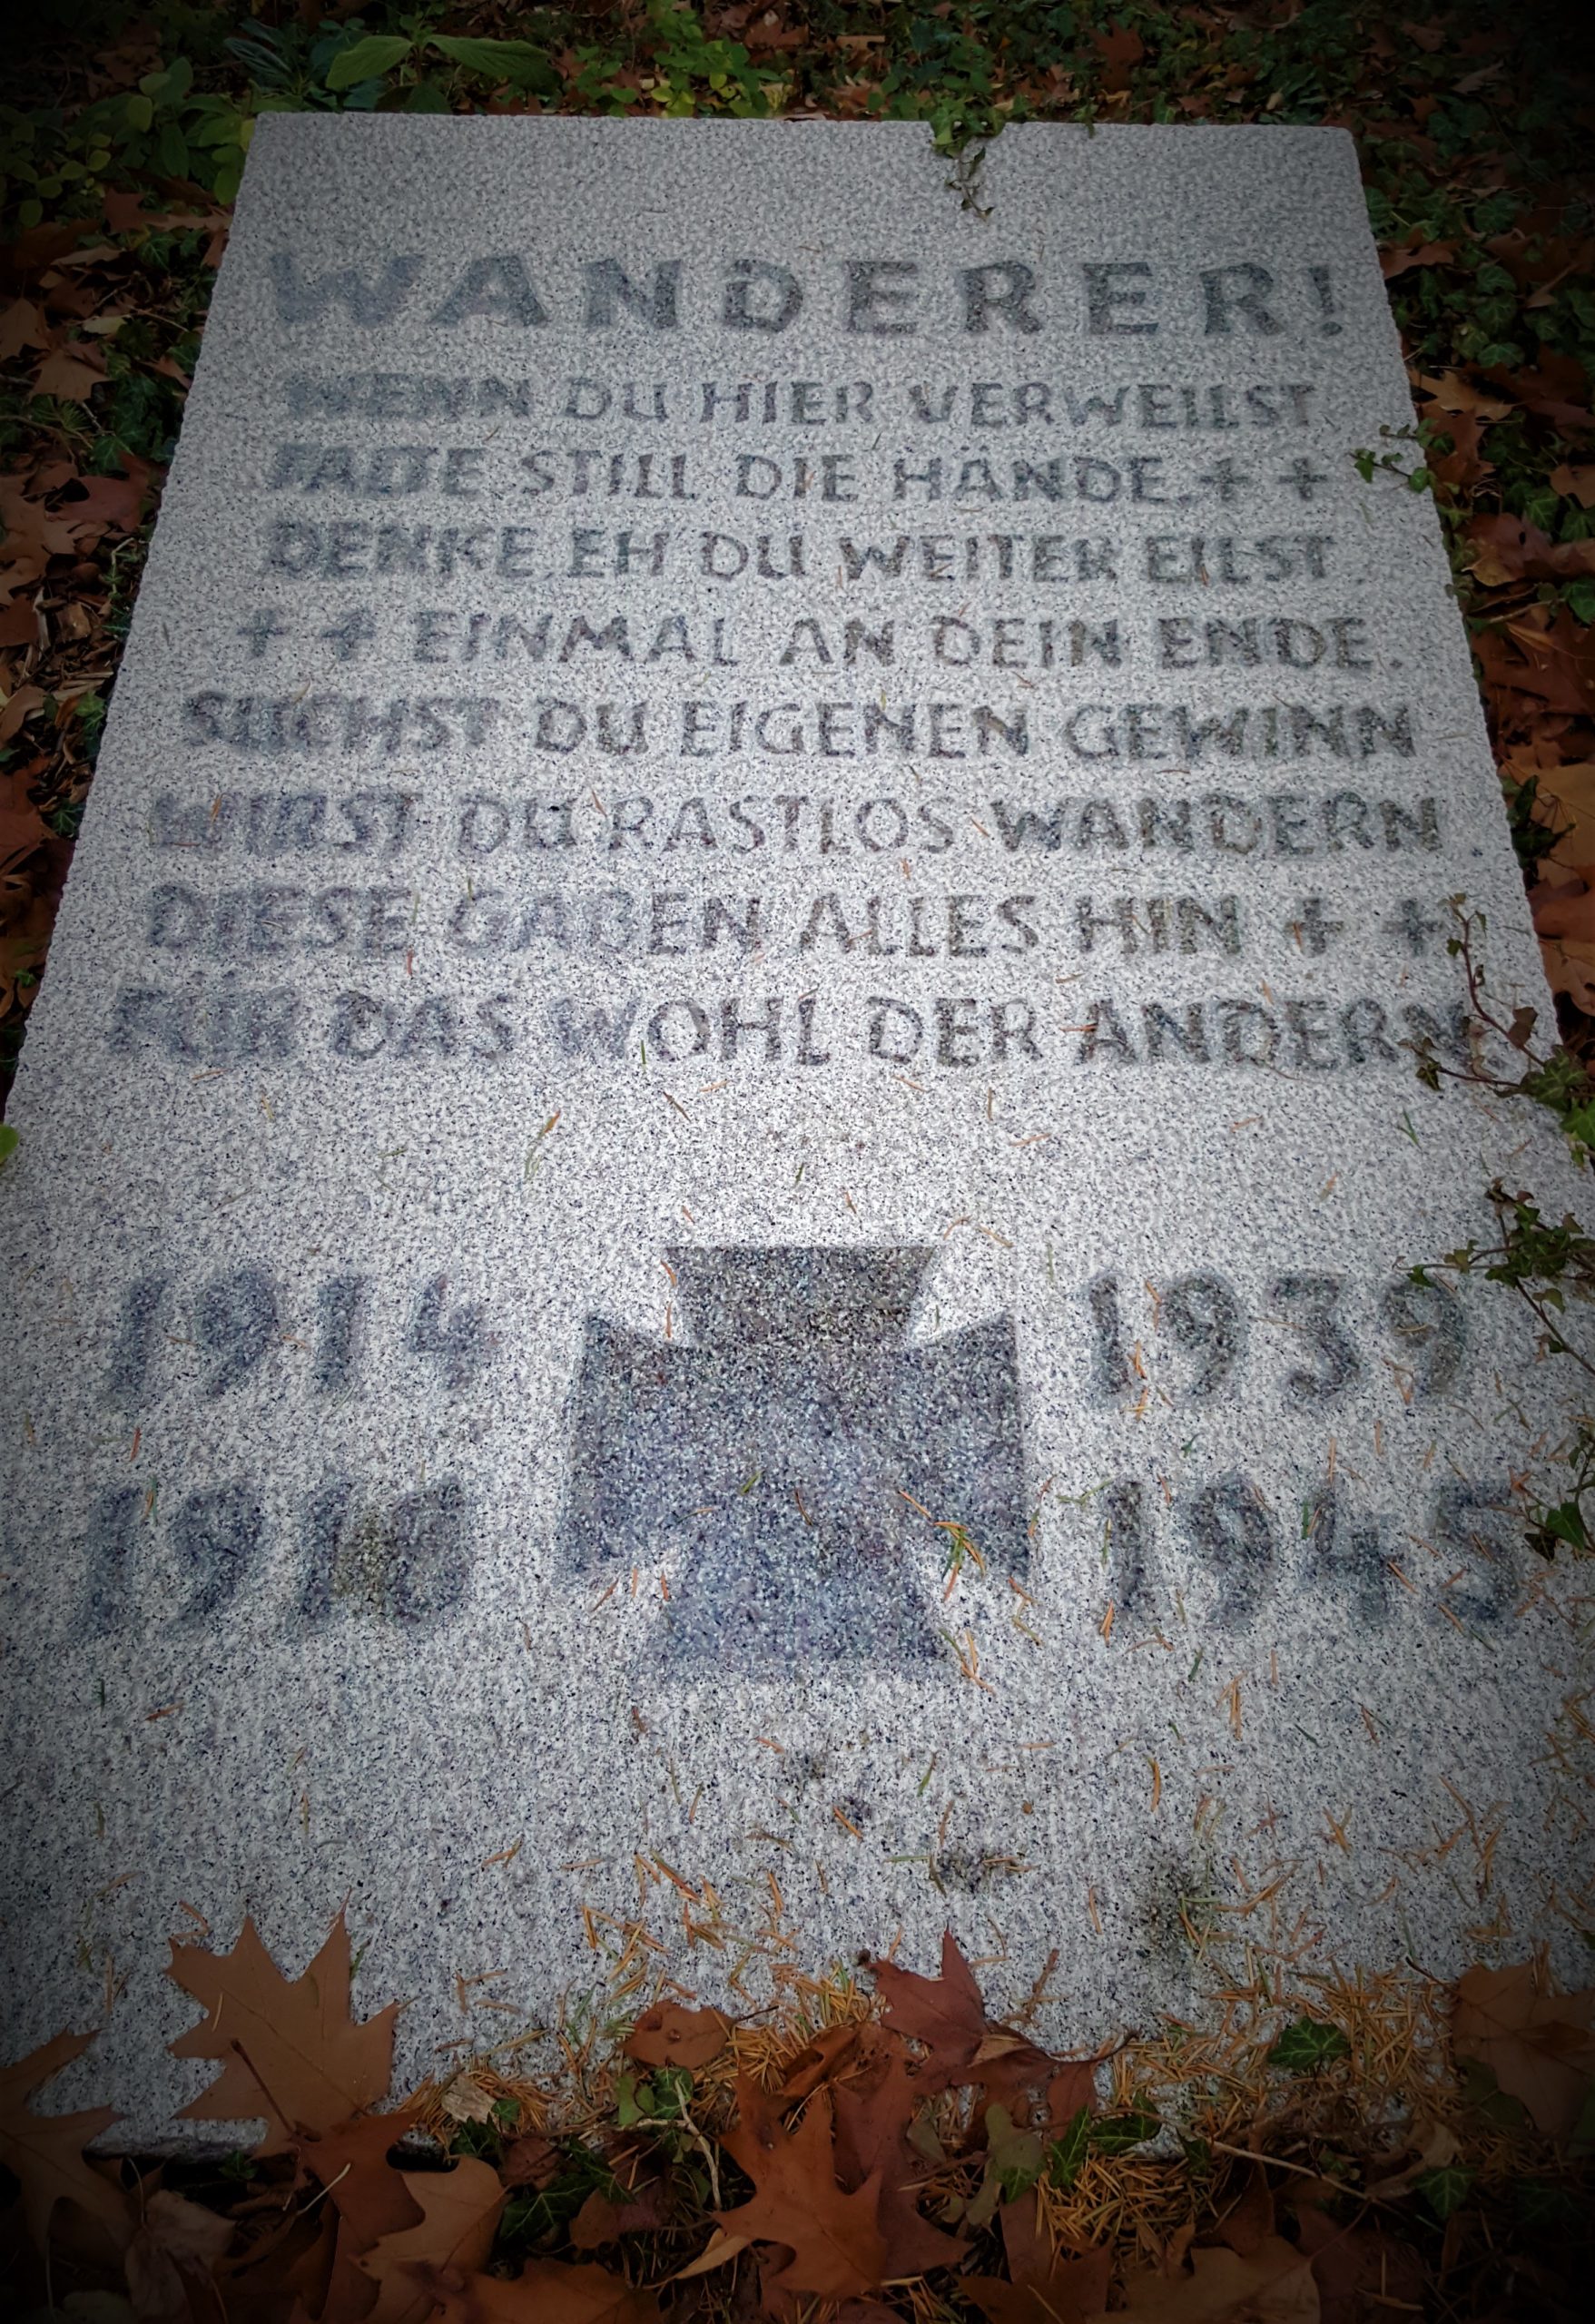 WANDERER!
WENN DU HIER VERWEILST
FALTE STILL DIE HÄNDE.++
DENKE, EH' DU WEITER EILST
++ EINMAL AN DEIN ENDE.
SUCHST DU EIGENEN GEWINN
WIRST DU RASTLOS WANDERN
DIESE GABEN ALLES HIN ++
FÜR DAS WOHL DER ANDERN.
1914 1939
1918 1945